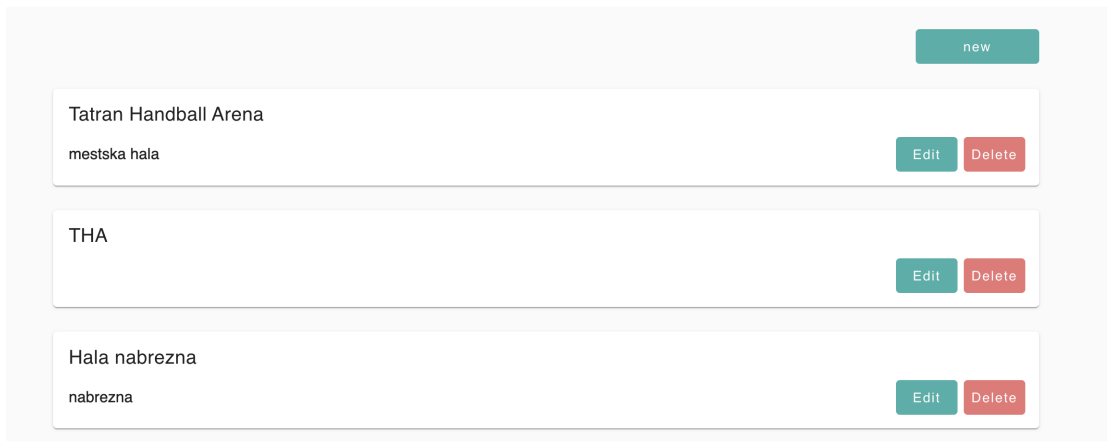 new
Tatran Handball Arena
mestska hala
Edit Delete
THA
Edit Delete
Hala nabrezna
nabrezna
Edit Delete